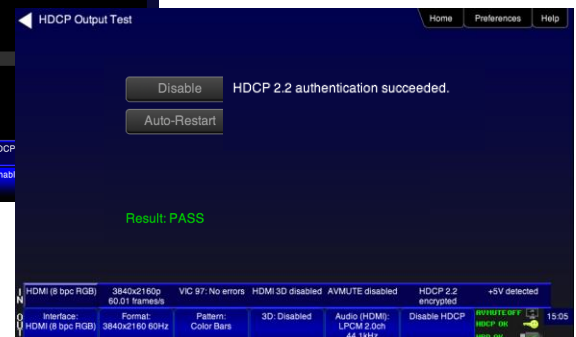 HDCP Output Test
Home Preferences Help
Disable HDCP 2.2 authentication succeeded.
Auto-Restart
Result: PASS
IN
HDMI (8 bpc RGB)
3840x2160p
60.01 frames/s
VIC 97: No errors
HDMI 3D disabled
AVMUTE disabled
HDCP 2.2
encrypted
+5V detected
Interface:
HDMI (8 bpc RGB)
Format:
3840x2160 60Hz
Pattern:
Color Bars
3D: Disabled
Audio (HDMI):
LPCM 2.0ch
44.1kHz
Disable HDCP
AVMUTE OFF
HDCP OK
15:05